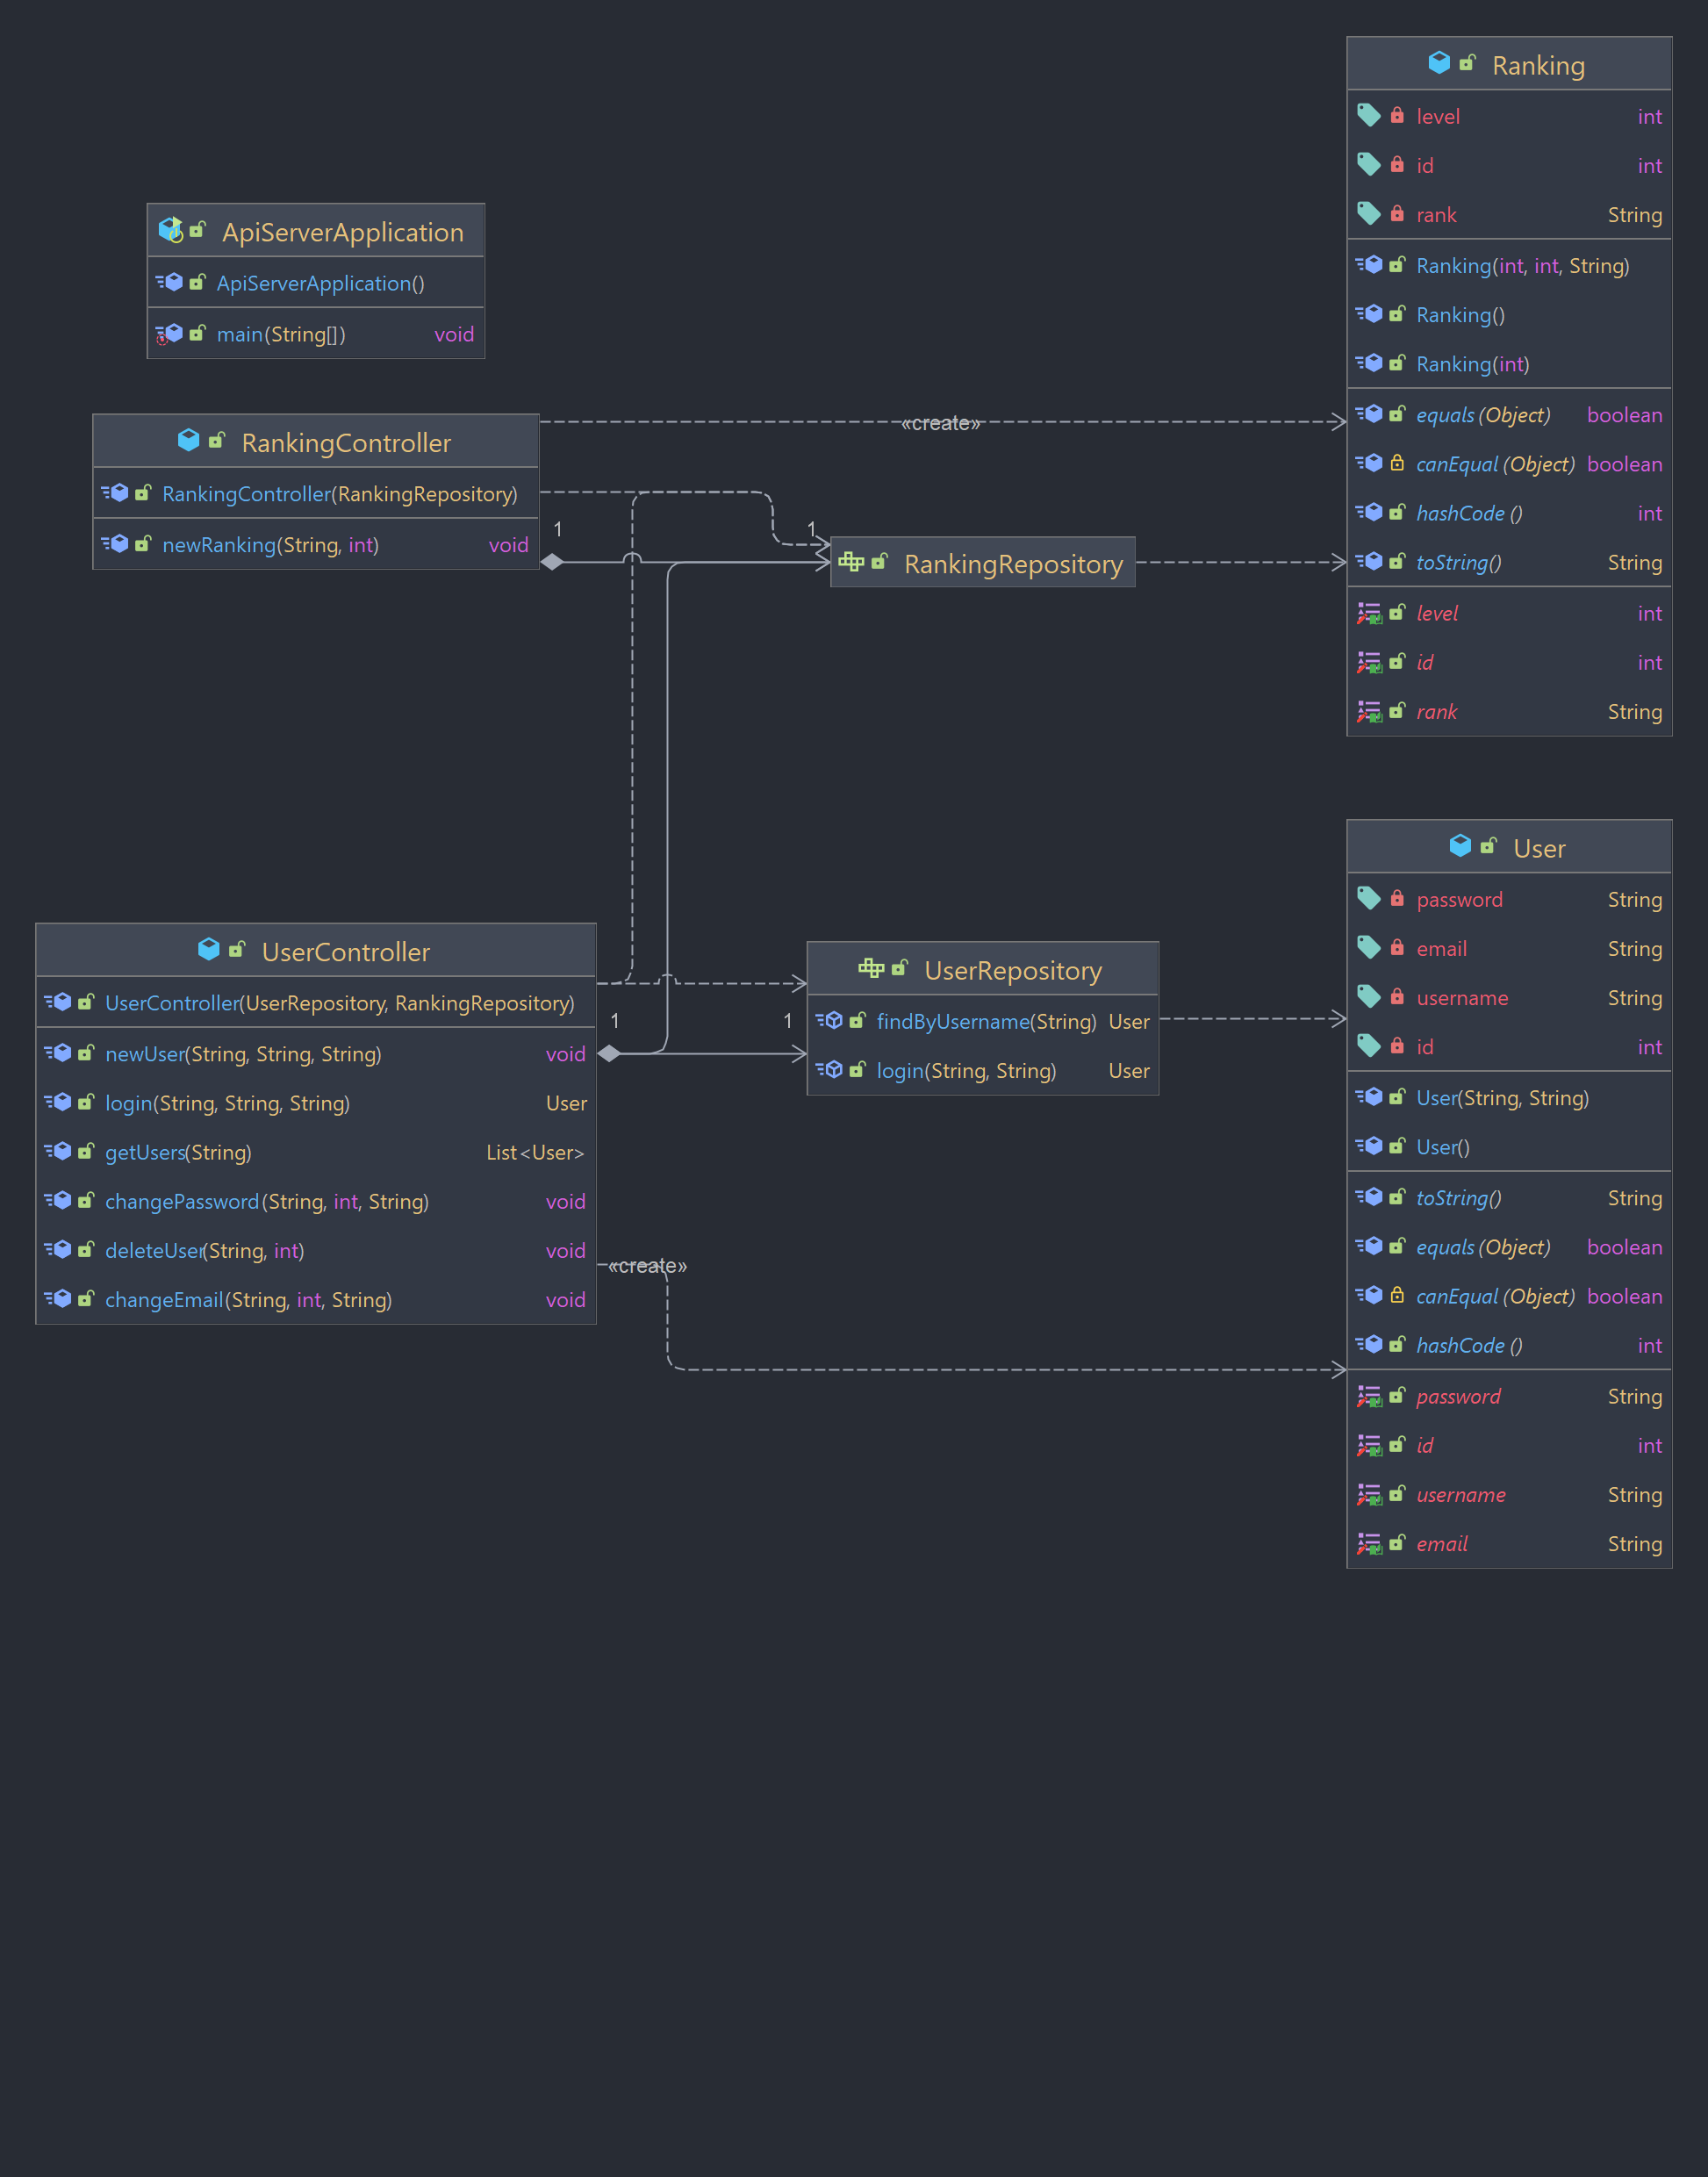 ApiServerApplication
ApiServerApplication()
main(String[]) void
RankingController
RankingController(RankingRepository)
newRanking(String, int) void
«create»
1
1
RankingRepository
Ranking
level int
id int
rank String
Ranking(int, int, String)
Ranking()
Ranking(int)
equals(Object) boolean
canEqual(Object) boolean
hashCode() int
toString() String
level int
id int
rank String
UserController
UserController(UserRepository, RankingRepository)
newUser(String, String, String) void
login(String, String, String) User
getUsers(String) List<User>
changePassword(String, int, String) void
deleteUser(String, int) void
changeEmail(String, int, String) void
1
1
«create»
UserRepository
findByUsername(String) User
login(String, String) User
User
password String
email String
username String
id int
User(String, String)
User()
toString() String
equals(Object) boolean
canEqual(Object) boolean
hashCode() int
password String
id int
username String
email String